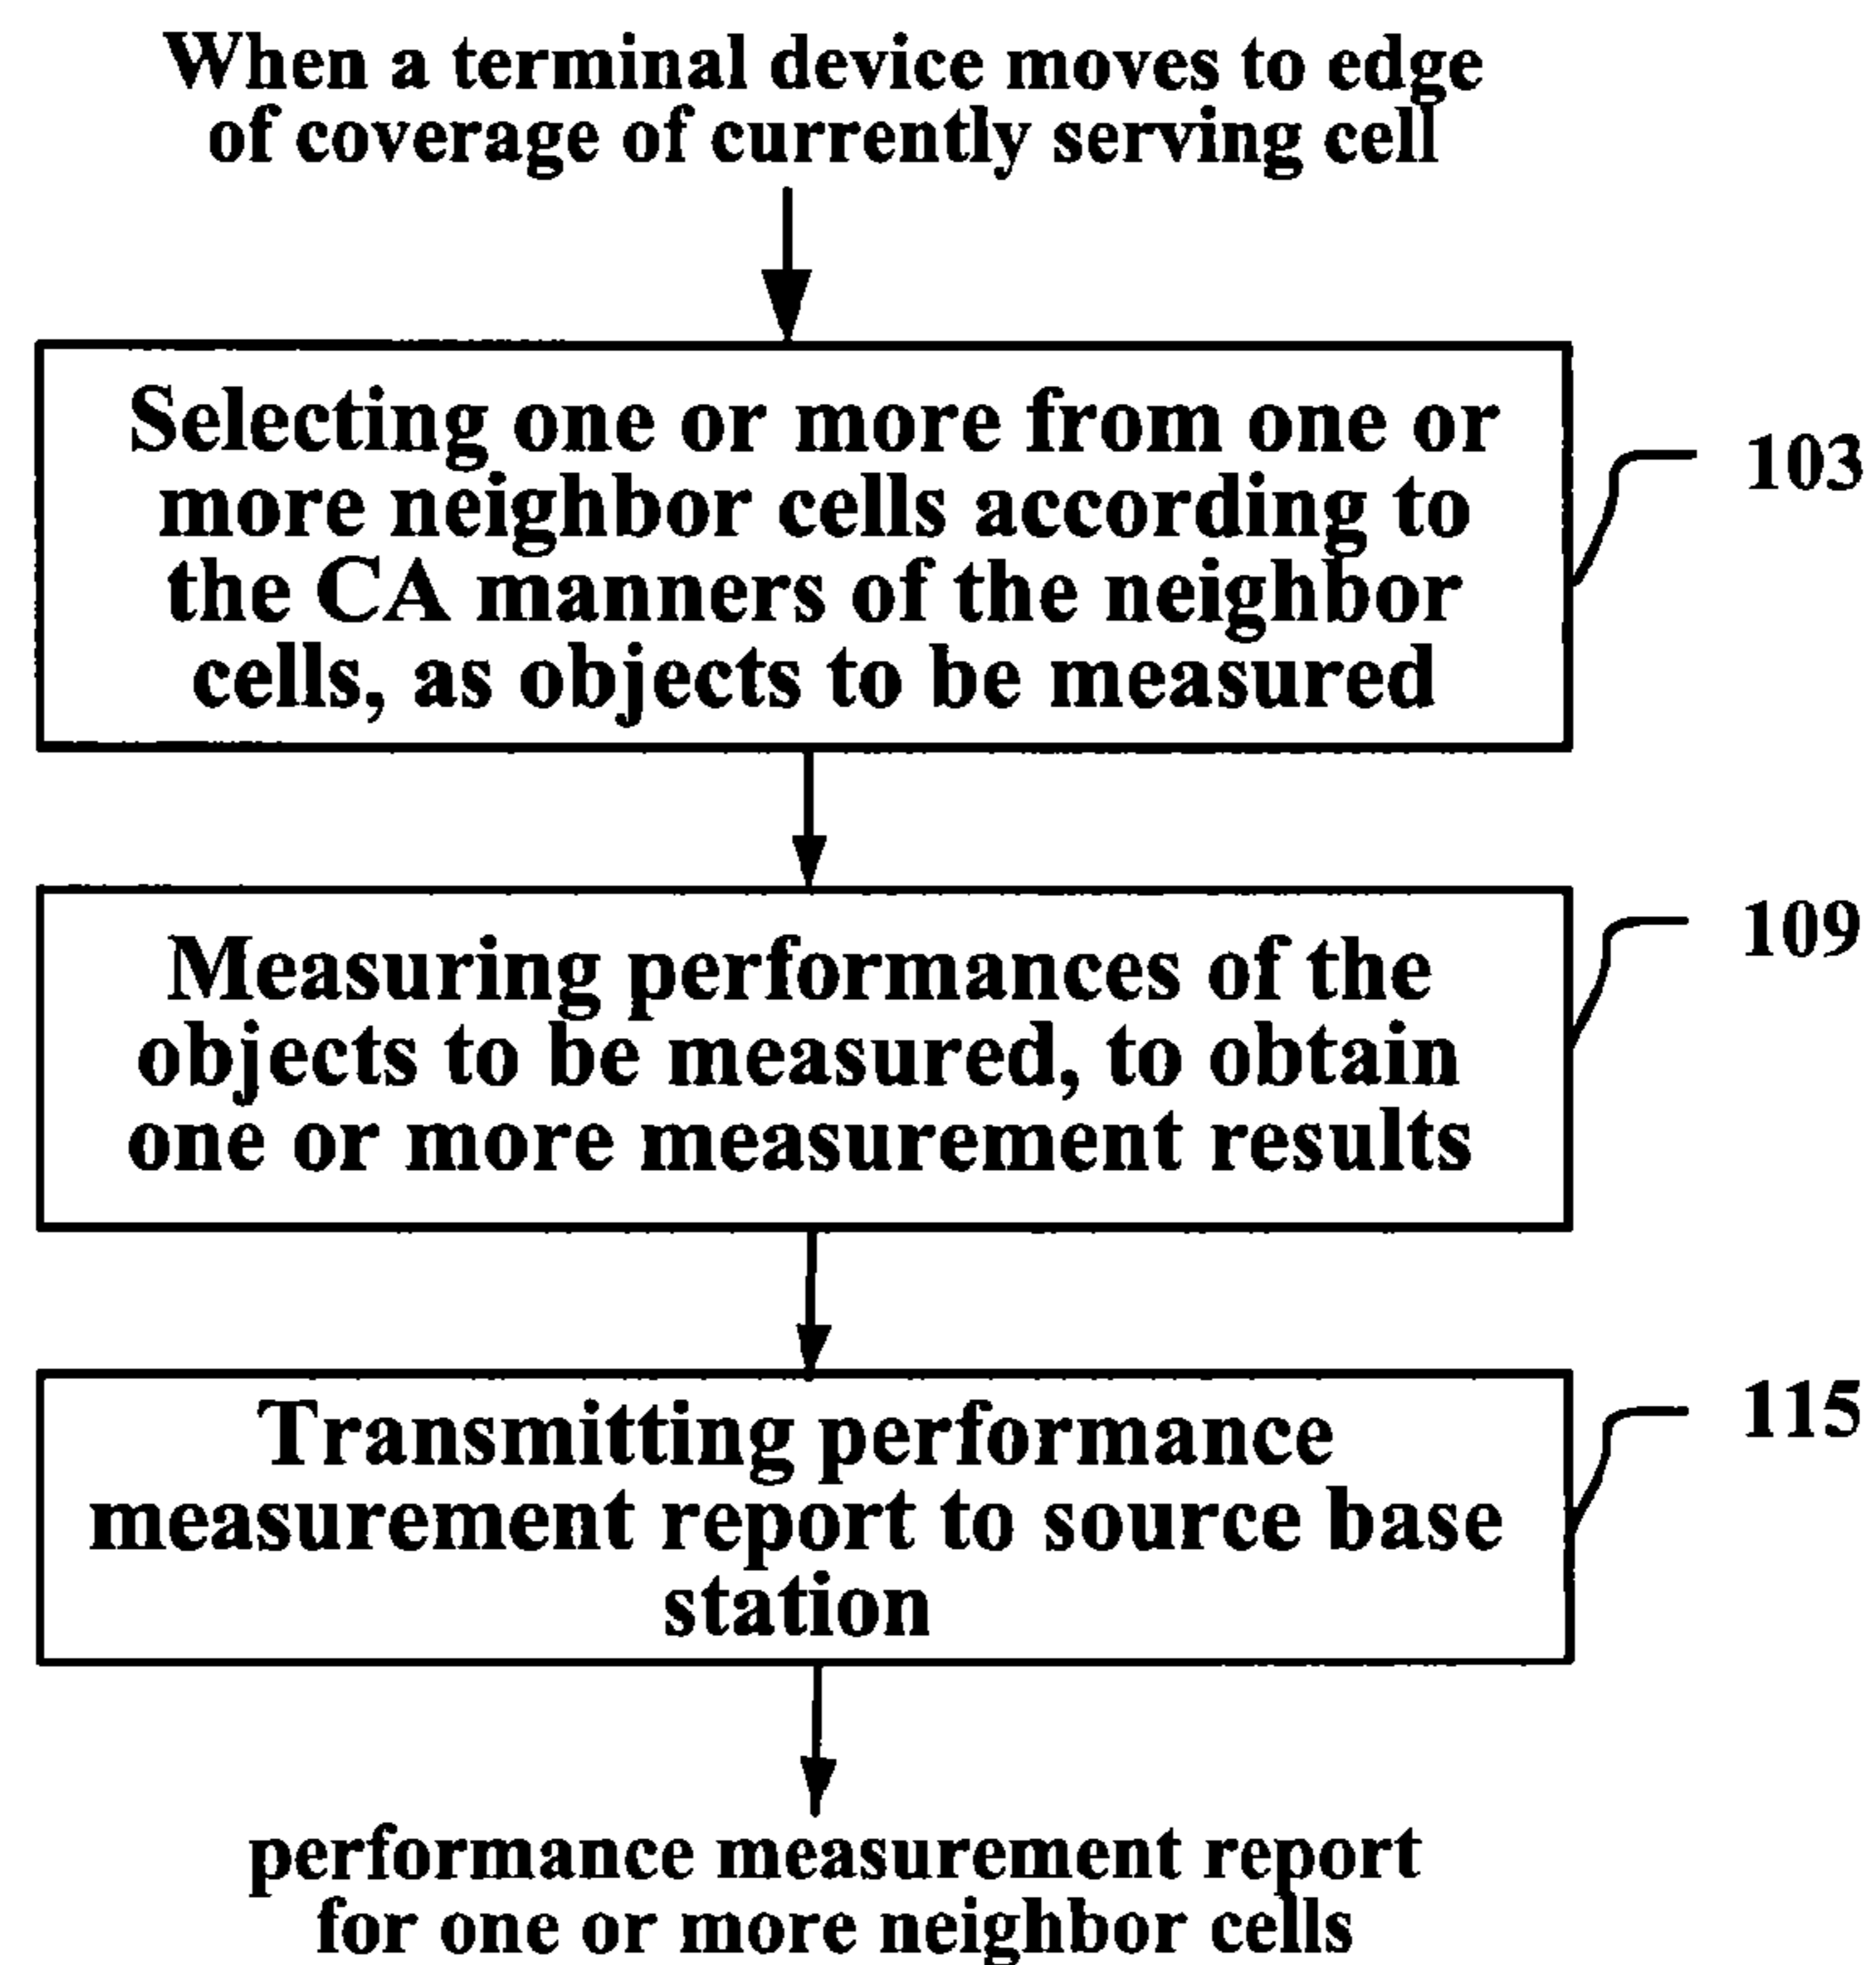 When a terminal device moves to edge
of coverage of currently serving cell
Selecting one or more from one or
more neighbor cells according to
the CA manners of the neighbor
cells, as objects to be measured
103
Measuring performances of the
objects to be measured, to obtain
one or more measurement results
109
Transmitting performance
measurement report to source base
station
115
performance measurement report
for one or more neighbor cells